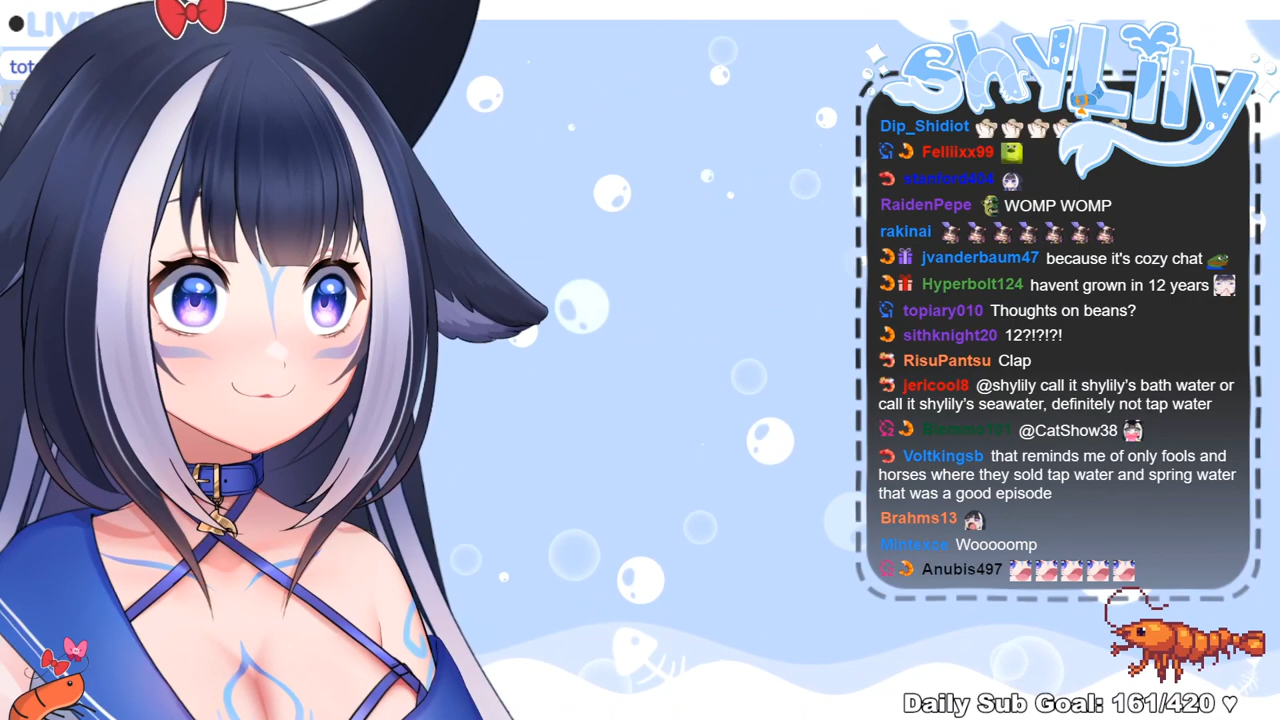 LIVE
shyLily
Dip_Shidiot
Felliixx99
stanford404
RaidenPepe WOMP WOMP
rakinai
jvanderbaum47 because it's cozy chat
Hyperbolt124 havent grown in 12 years
topiary010 Thoughts on beans?
sithknight20 12?!?!?!
RisuPantsu Clap
jericool8 @shylily call it shylily's bath water or
call it shylily's seawater, definitely not tap water
@CatShow38
Voltkingsb that reminds me of only fools and
horses where they sold tap water and spring water
that was a good episode
Brahms13
Mintexce Wooooomp
Anubis497
Daily Sub Goal: 161/420 ♥